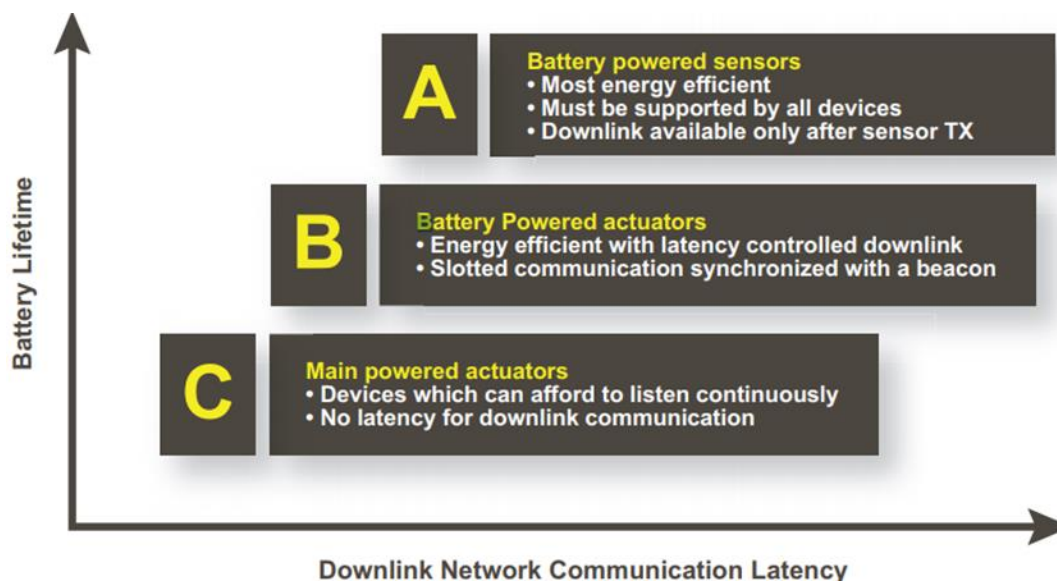 Battery Lifetime
A
Battery powered sensors
• Most energy efficient
• Must be supported by all devices
• Downlink available only after sensor TX
B
Battery Powered actuators
• Energy efficient with latency controlled downlink
• Slotted communication synchronized with a beacon
C
Main powered actuators
• Devices which can afford to listen continuously
• No latency for downlink communication
Downlink Network Communication Latency